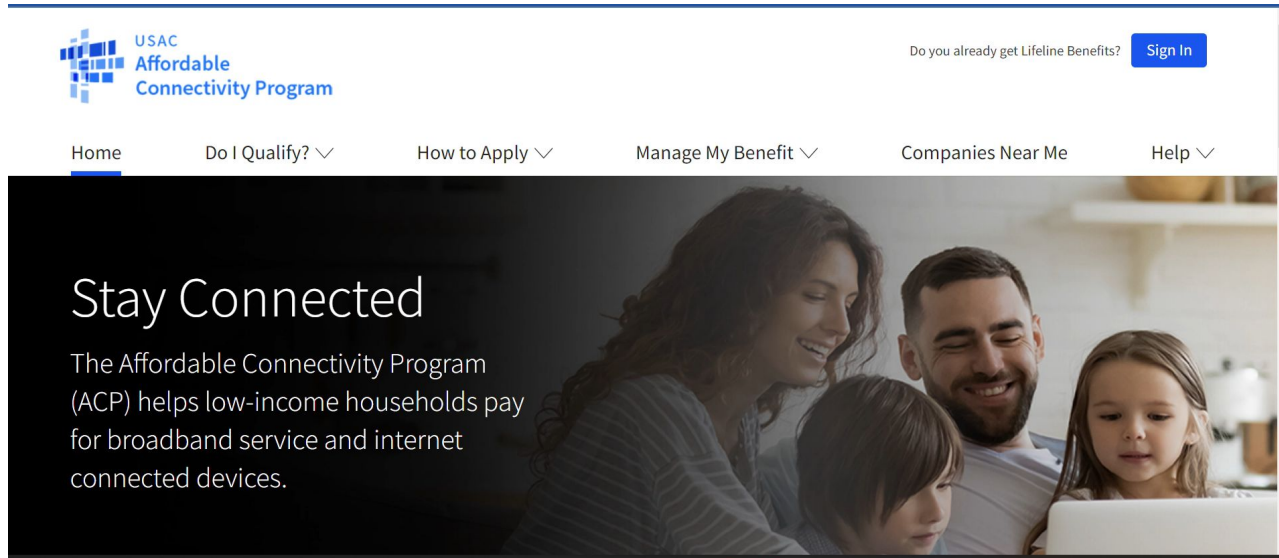 USAC
Affordable
Connectivity Program
Do you already get Lifeline Benefits? Sign In
Home Do I Qualify? How to Apply Manage My Benefit Companies Near Me Help
Stay Connected
The Affordable Connectivity Program
(ACP) helps low-income households pay
for broadband service and internet
connected devices.